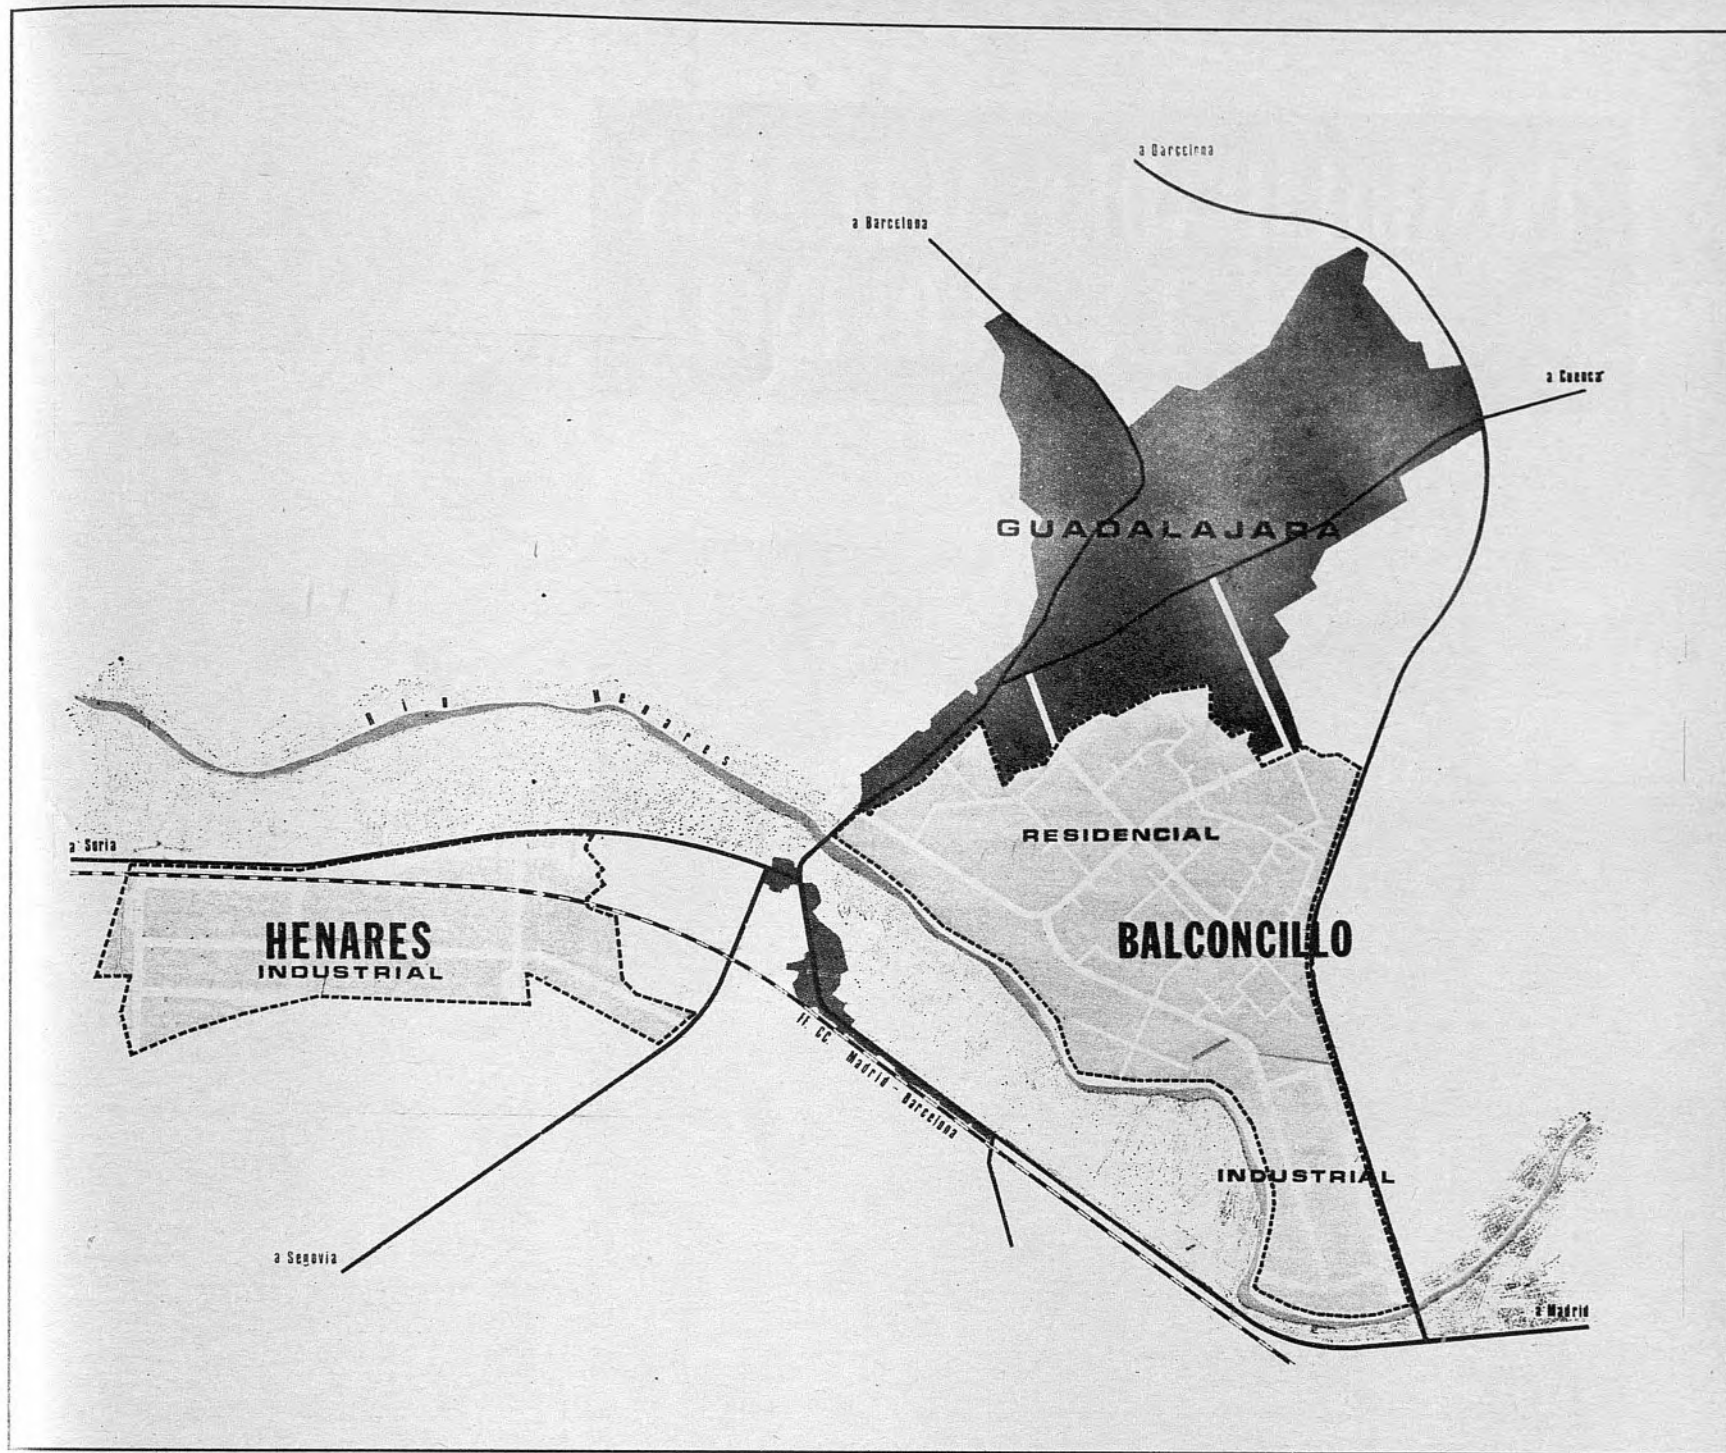 a Barcelona
a Barcelona
a Cuenca
GUADALAJARA
Río Henares
RESIDENCIAL
a Soria
HENARES
INDUSTRIAL
BALCONCILLO
ff. CC. Madrid - Barcelona
INDUSTRIAL
a Segovia
a Madrid